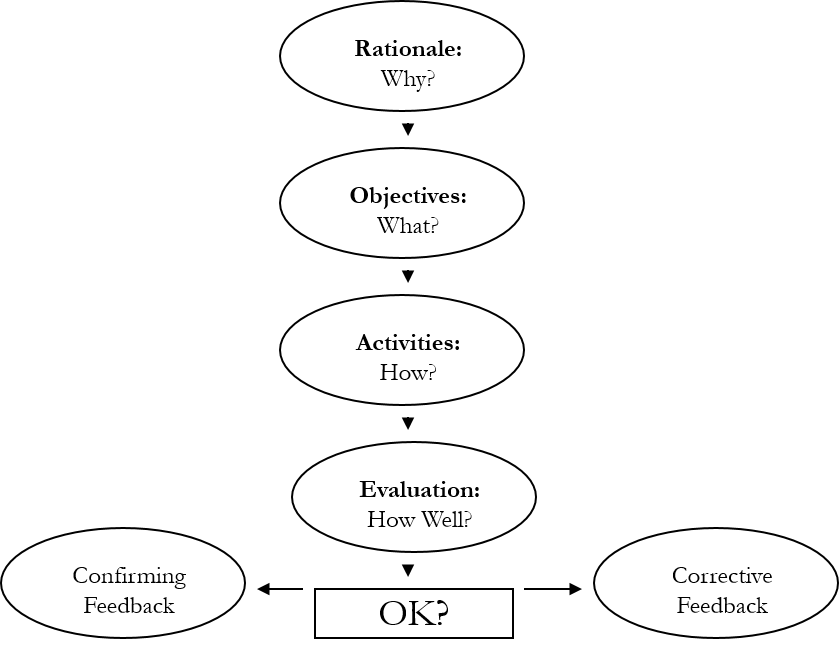 Rationale:
Why?
Objectives:
What?
Activities:
How?
Evaluation:
How Well?
Confirming
Feedback
OK?
Corrective
Feedback